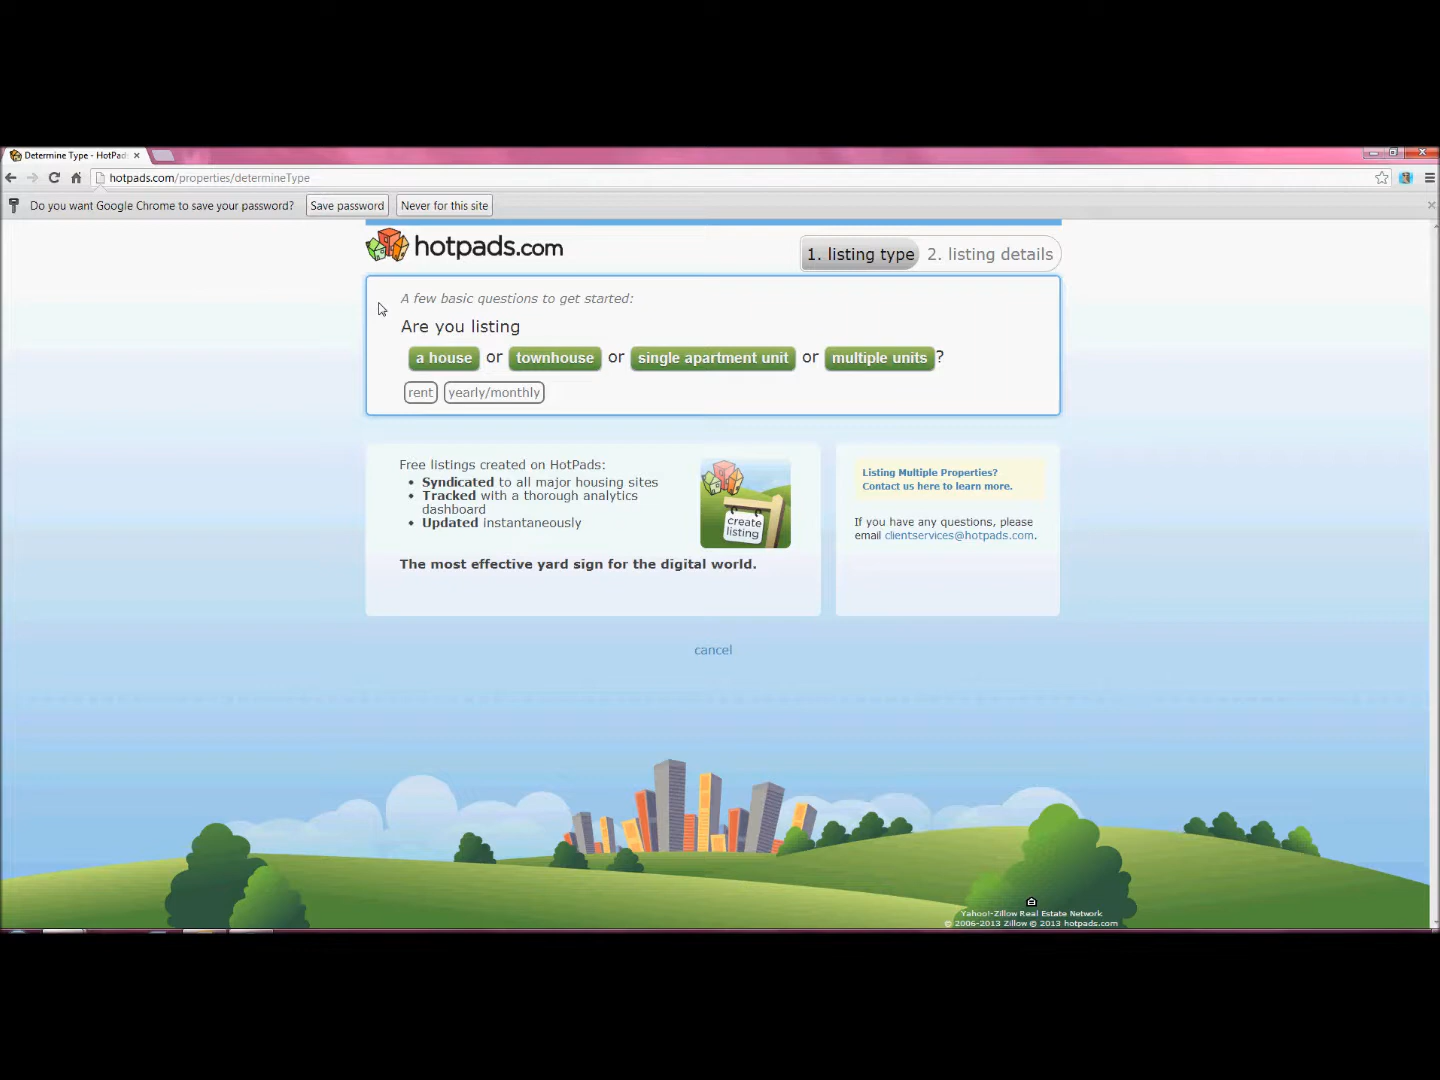 Determine Type - HotPad
hotpads.com/properties/determineType
Do you want Google Chrome to save your password? Save password Never for this site
hotpads.com
1. listing type 2. listing details
A few basic questions to get started:
Are you listing
a house or townhouse or single apartment unit or multiple units ?
rent yearly/monthly
Free listings created on HotPads:
• Syndicated to all major housing sites
• Tracked with a thorough analytics
dashboard
• Updated instantaneously
create
listing
The most effective yard sign for the digital world.
Listing Multiple Properties?
Contact us here to learn more.
If you have any questions, please
email clientservices@hotpads.com.
cancel
Yahoo!-Zillow Real Estate Network
© 2006-2013 Zillow © 2013 hotpads.com